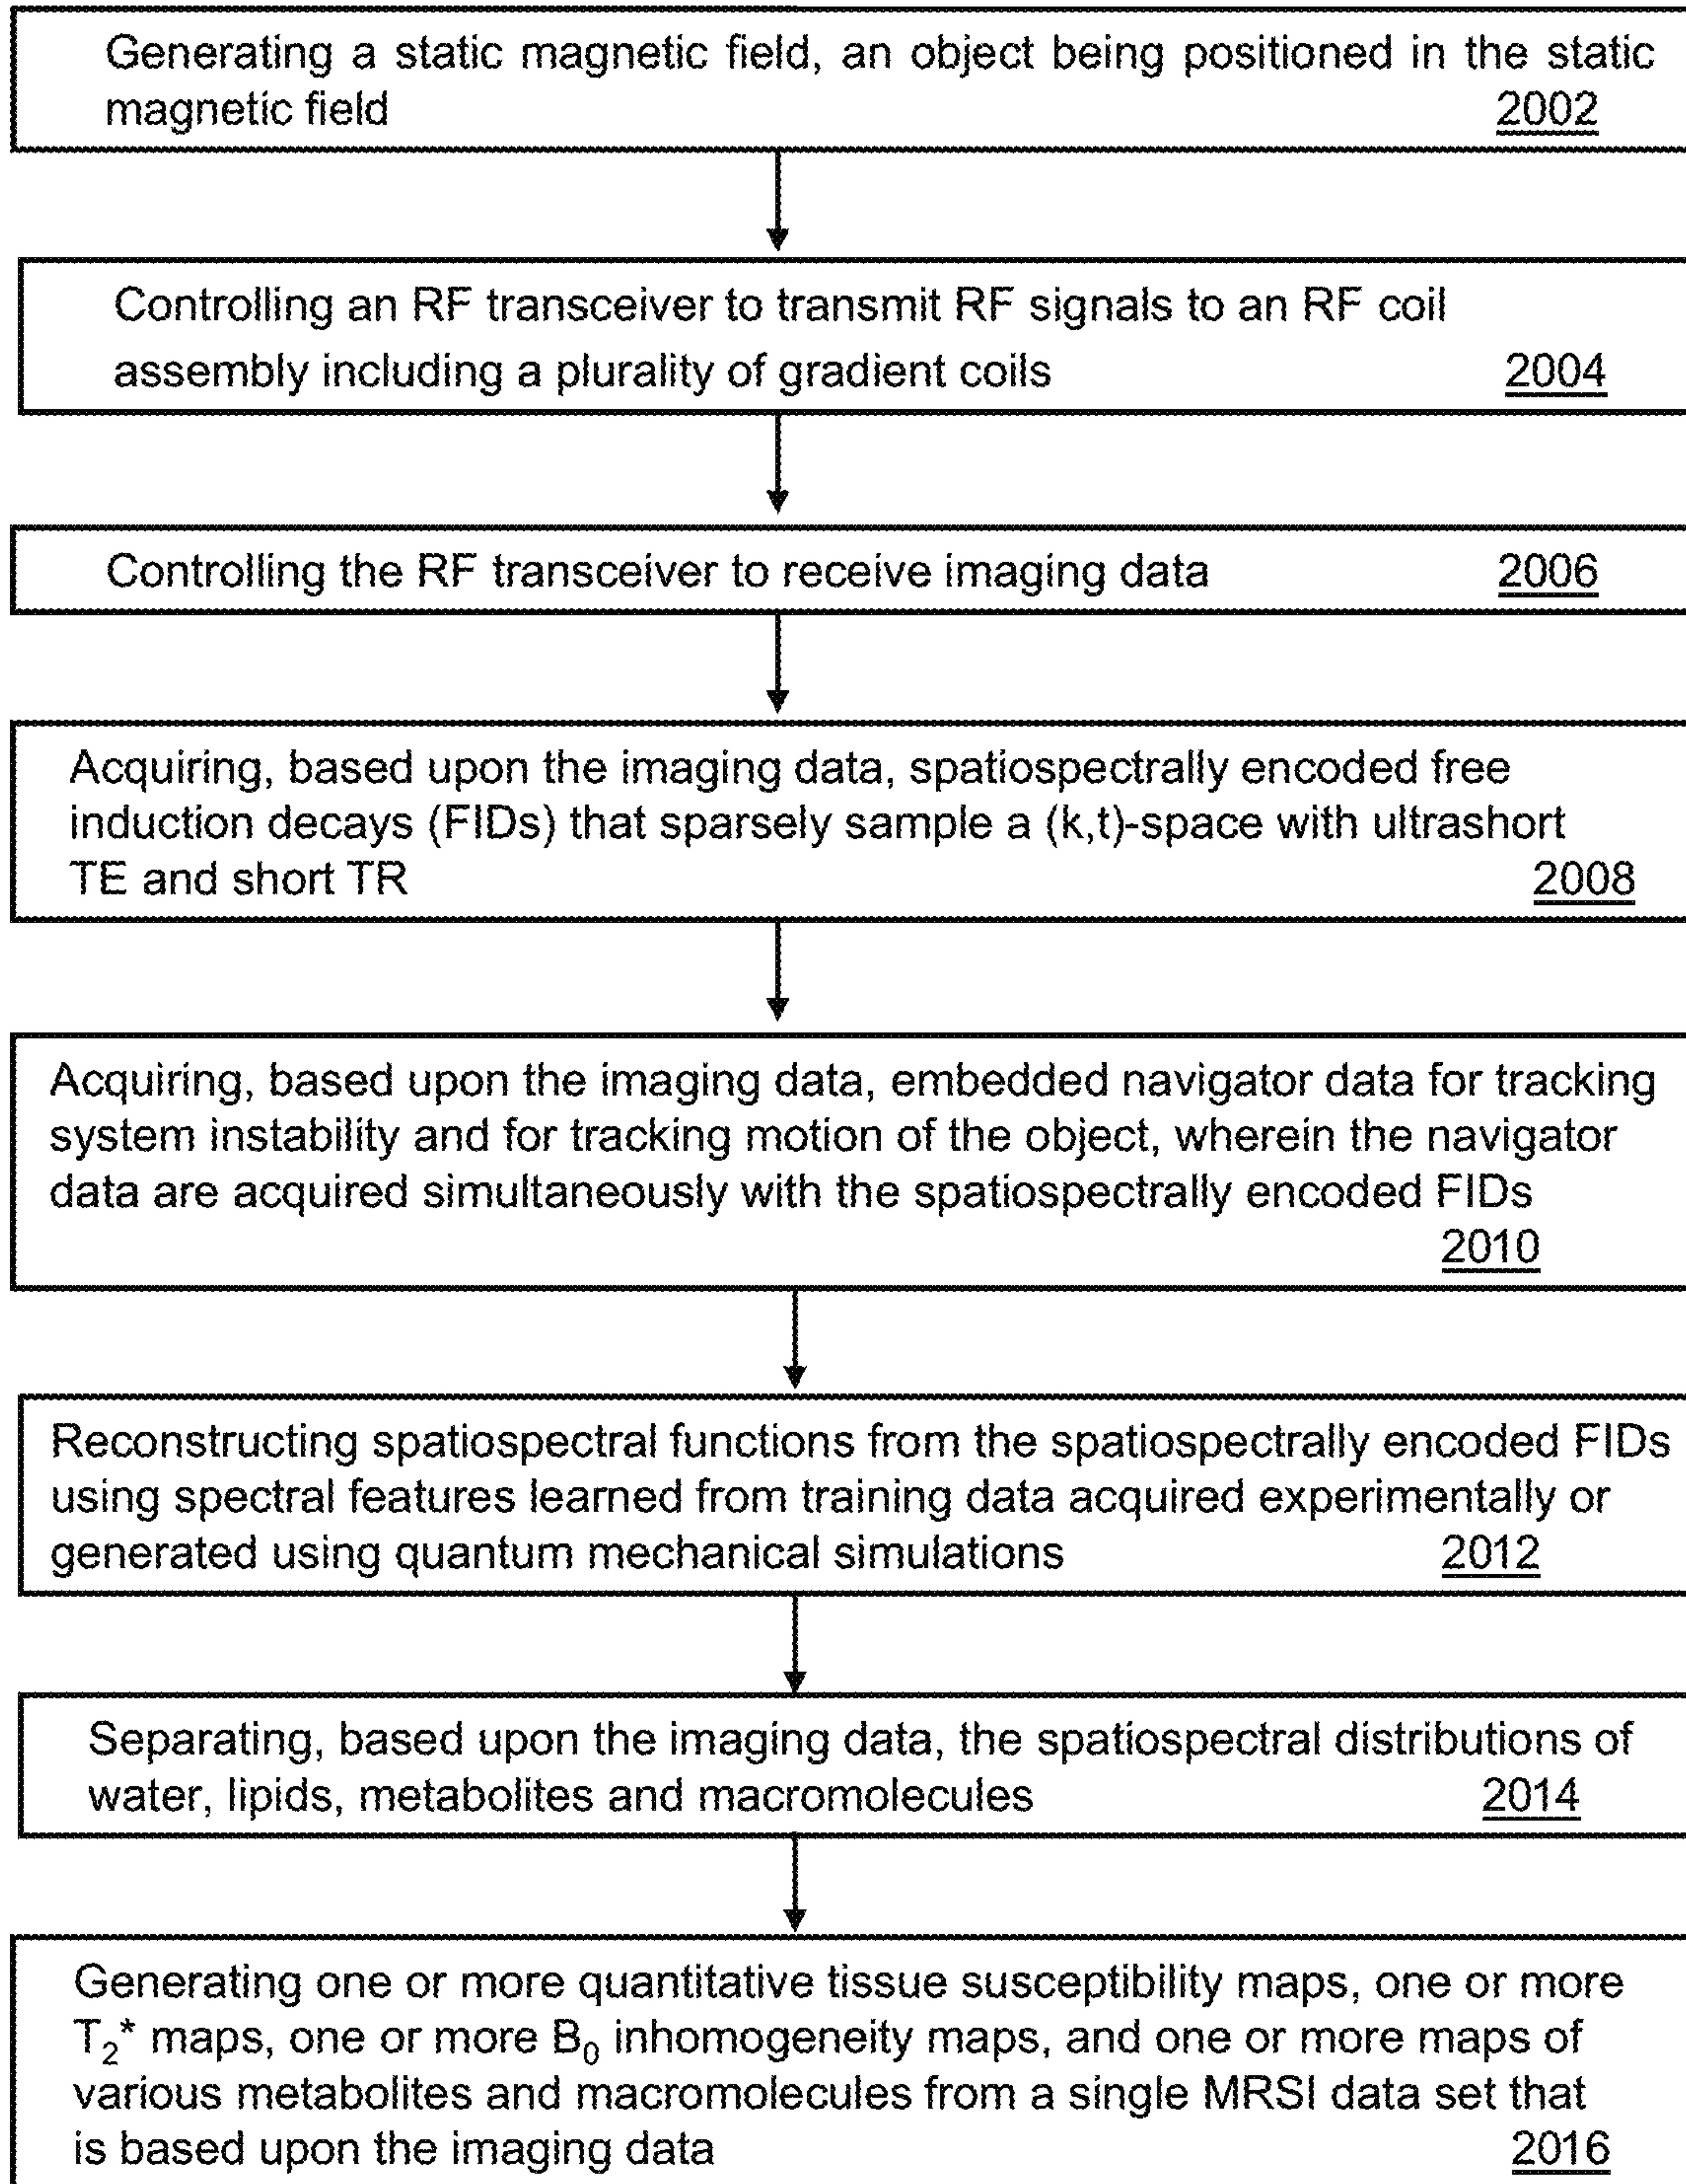 Generating a static magnetic field, an object being positioned in the static
magnetic field 2002
Controlling an RF transceiver to transmit RF signals to an RF coil
assembly including a plurality of gradient coils 2004
Controlling the RF transceiver to receive imaging data 2006
Acquiring, based upon the imaging data, spatiospectrally encoded free
induction decays (FIDs) that sparsely sample a (k,t)-space with ultrashort
TE and short TR 2008
Acquiring, based upon the imaging data, embedded navigator data for tracking
system instability and for tracking motion of the object, wherein the navigator
data are acquired simultaneously with the spatiospectrally encoded FIDs
2010
Reconstructing spatiospectral functions from the spatiospectrally encoded FIDs
using spectral features learned from training data acquired experimentally or
generated using quantum mechanical simulations 2012
Separating, based upon the imaging data, the spatiospectral distributions of
water, lipids, metabolites and macromolecules 2014
Generating one or more quantitative tissue susceptibility maps, one or more
T₂* maps, one or more B₀ inhomogeneity maps, and one or more maps of
various metabolites and macromolecules from a single MRSI data set that
is based upon the imaging data 2016